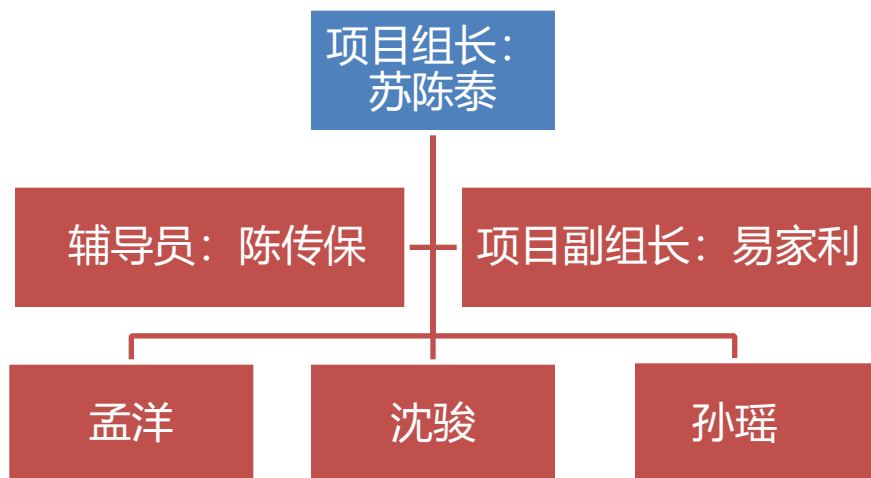 项目组长：
苏陈泰
辅导员：陈传保
项目副组长：易家利
孟洋
沈骏
孙瑶